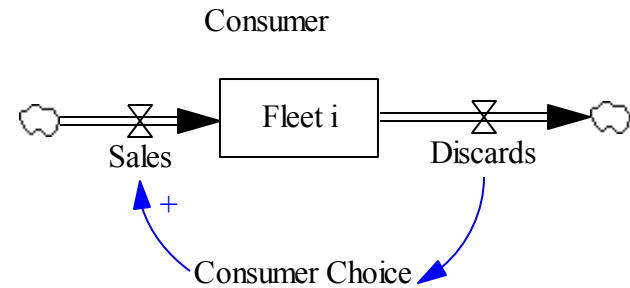 Consumer
Fleet i
Sales
Discards
+
Consumer Choice